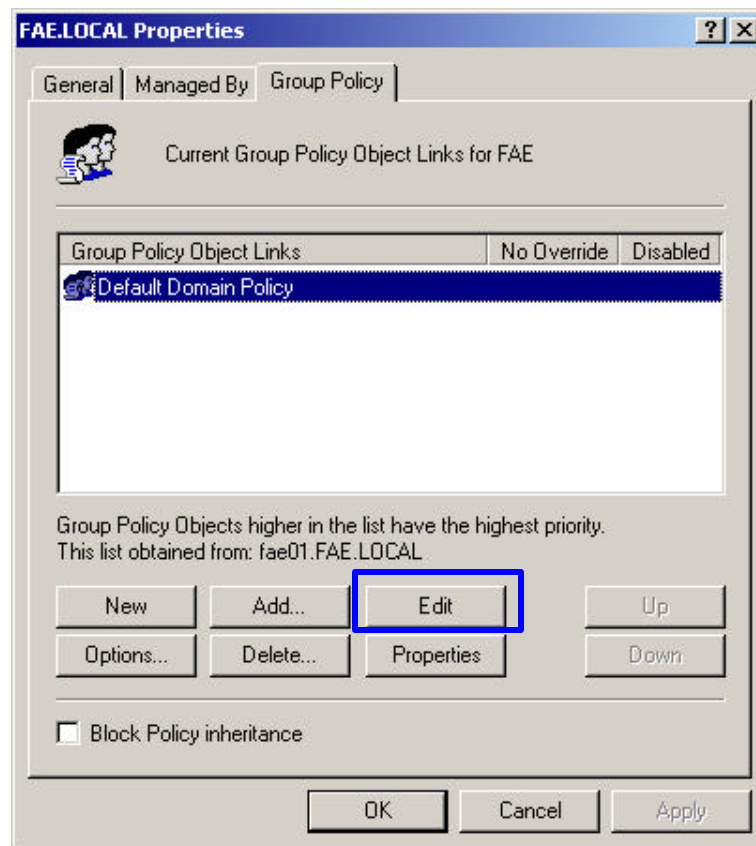 FAE.LOCAL Properties
General Managed By Group Policy
Current Group Policy Object Links for FAE
Group Policy Object Links No Override Disabled
Default Domain Policy
Group Policy Objects higher in the list have the highest priority.
This list obtained from: fae01.FAE.LOCAL
New Add... Edit Up
Options... Delete... Properties Down
Block Policy inheritance
OK Cancel Apply